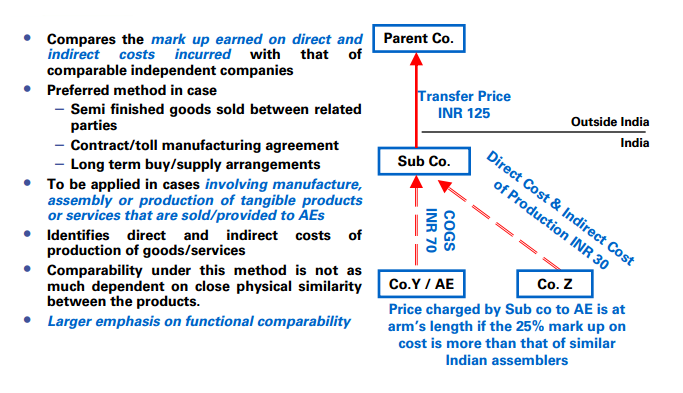 • Compares the mark up earned on direct and
indirect costs incurred with that of
comparable independent companies
• Preferred method in case
– Semi finished goods sold between related
parties
– Contract/toll manufacturing agreement
– Long term buy/supply arrangements
• To be applied in cases involving manufacture,
assembly or production of tangible products
or services that are sold/provided to AEs
• Identifies direct and indirect costs of
production of goods/services
• Comparability under this method is not as
much dependent on close physical similarity
between the products.
• Larger emphasis on functional comparability
Parent Co.
Transfer Price
INR 125
Outside India
India
Sub Co.
Direct Cost & Indirect Cost
of Production INR 30
COGS
INR 70
Co.Y / AE
Co. Z
Price charged by Sub co to AE is at
arm's length if the 25% mark up on
cost is more than that of similar
Indian assemblers